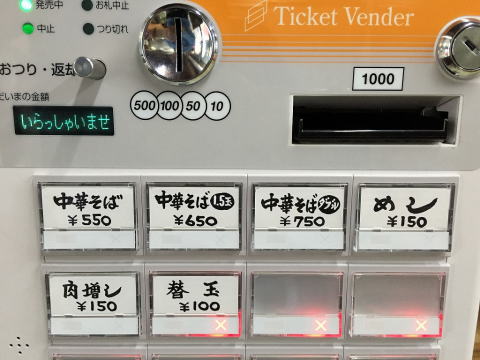 発売中
お札中止
中止
つり切れ
Ticket Vender
おつり・返却
だいまの金額
いらっしゃいませ
500 100 50 10
1000
中華そば
¥550
中華そば 1.5玉
¥650
中華そば ダブル
¥750
めし
¥150
肉増し
¥150
替玉
¥100
×
×
×